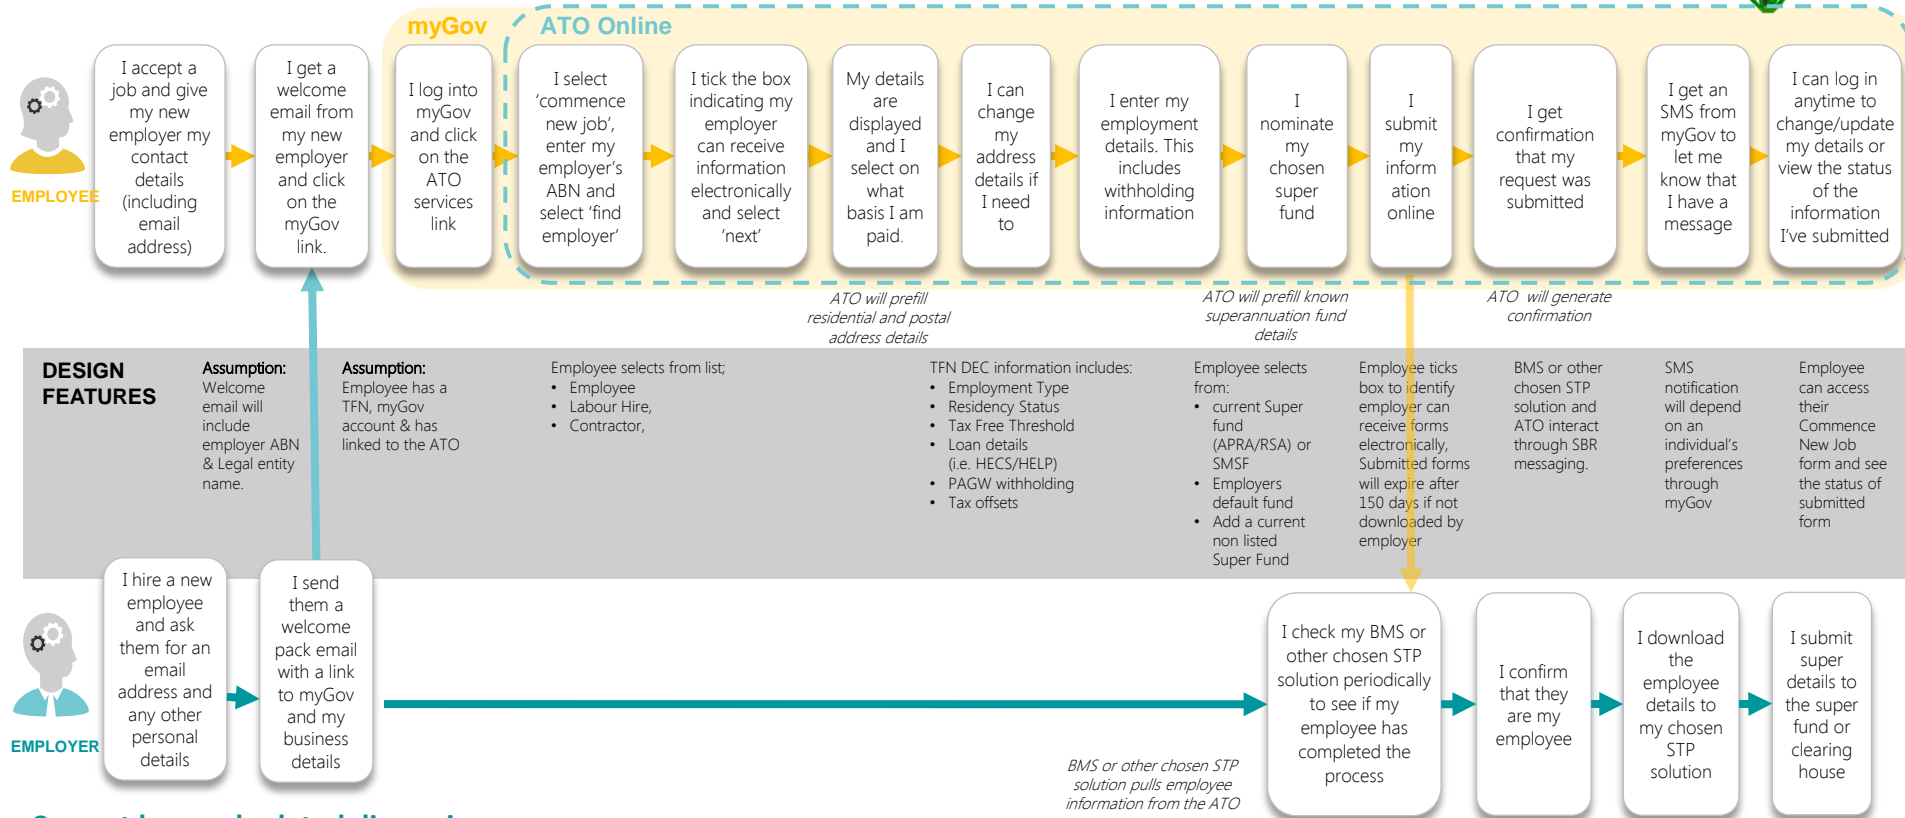 myGov
ATO Online
EMPLOYEE
I accept a
job and give
my new
employer my
contact
details
(including
email
address)
I get a
welcome
email from
my new
employer
and click
on the
myGov
link.
I log into
myGov
and click
on the
ATO
services
link
I select
‘commence
new job’,
enter my
employer’s
ABN and
select ‘find
employer’
I tick the box
indicating my
employer
can receive
information
electronically
and select
‘next’
My details
are
displayed
and I
select on
what
basis I am
paid.
I can
change
my
address
details if
I need
to
I enter my
employment
details. This
includes
withholding
information
I
nominate
my
chosen
super
fund
I
submit
my
inform
ation
online
I get
confirmation
that my
request was
submitted
I get an
SMS from
myGov to
let me
know that
I have a
message
I can log in
anytime to
change/update
my details or
view the status
of the
information
I’ve submitted
ATO will prefill
residential and postal
address details
ATO will prefill known
superannuation fund
details
ATO will generate
confirmation
DESIGN
FEATURES
Assumption:
Welcome
email will
include
employer ABN
& Legal entity
name.
Assumption:
Employee has a
TFN, myGov
account & has
linked to the ATO
Employee selects from list;
• Employee
• Labour Hire,
• Contractor,
TFN DEC information includes:
• Employment Type
• Residency Status
• Tax Free Threshold
• Loan details
(i.e. HECS/HELP)
• PAGW withholding
• Tax offsets
Employee selects
from:
• current Super
fund
(APRA/RSA) or
SMSF
• Employers
default fund
• Add a current
non listed
Super Fund
Employee ticks
box to identify
employer can
receive forms
electronically,
Submitted forms
will expire after
150 days if not
downloaded by
employer
BMS or other
chosen STP
solution and
ATO interact
through SBR
messaging.
SMS
notification
will depend
on an
individual’s
preferences
through
myGov
Employee
can access
their
Commence
New Job
form and see
the status of
submitted
form
EMPLOYER
I hire a new
employee
and ask
them for an
email
address and
any other
personal
details
I send
them a
welcome
pack email
with a link
to myGov
and my
business
details
BMS or other chosen STP
solution pulls employee
information from the ATO
I check my BMS or
other chosen STP
solution periodically
to see if my
employee has
completed the
process
I confirm
that they
are my
employee
I download
the
employee
details to
my chosen
STP
solution
I submit
super
details to
the super
fund or
clearing
house